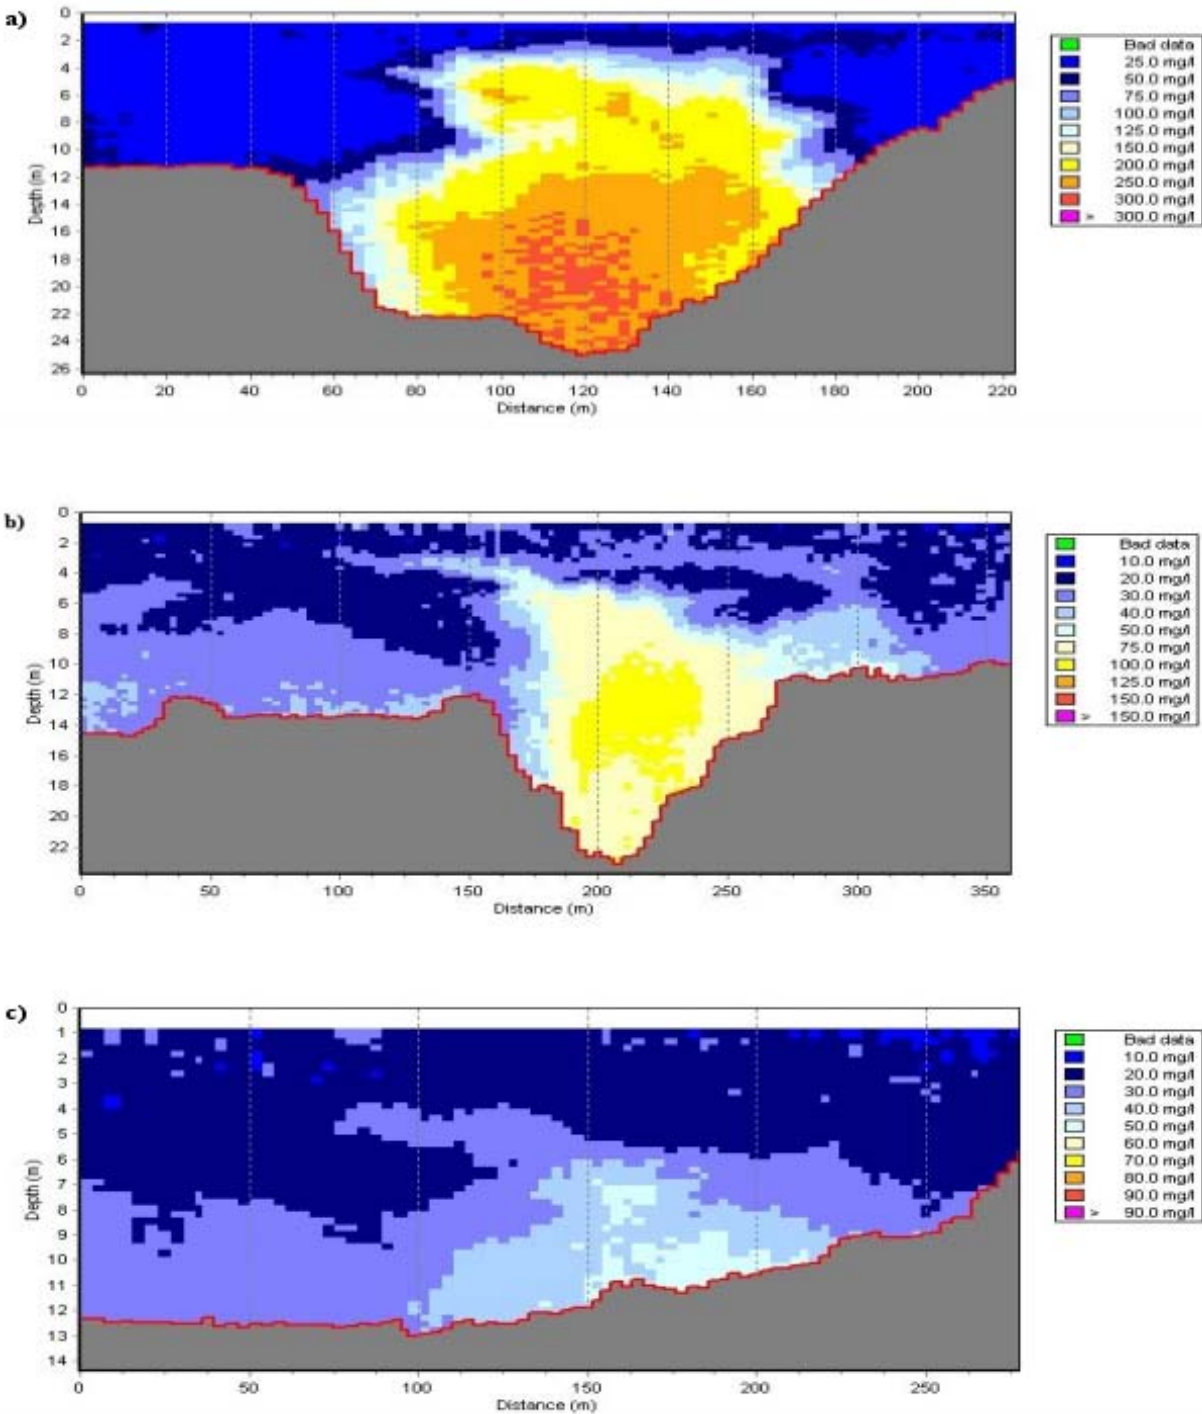 a)
0
2
4
6
8
10
12
14
16
18
20
22
24
26
Depth (m)
0 20 40 60 80 100 120 140 160 180 200 220
Distance (m)
Bad data
25.0 mg/l
50.0 mg/l
75.0 mg/l
100.0 mg/l
125.0 mg/l
150.0 mg/l
200.0 mg/l
250.0 mg/l
300.0 mg/l
> 300.0 mg/l
b)
0
2
4
6
8
10
12
14
16
18
20
22
Depth (m)
0 50 100 150 200 250 300 350
Distance (m)
Bad data
10.0 mg/l
20.0 mg/l
30.0 mg/l
40.0 mg/l
50.0 mg/l
75.0 mg/l
100.0 mg/l
125.0 mg/l
150.0 mg/l
> 150.0 mg/l
c)
0
1
2
3
4
5
6
7
8
9
10
11
12
13
14
Depth (m)
0 50 100 150 200 250
Distance (m)
Bad data
10.0 mg/l
20.0 mg/l
30.0 mg/l
40.0 mg/l
50.0 mg/l
60.0 mg/l
70.0 mg/l
80.0 mg/l
90.0 mg/l
> 90.0 mg/l